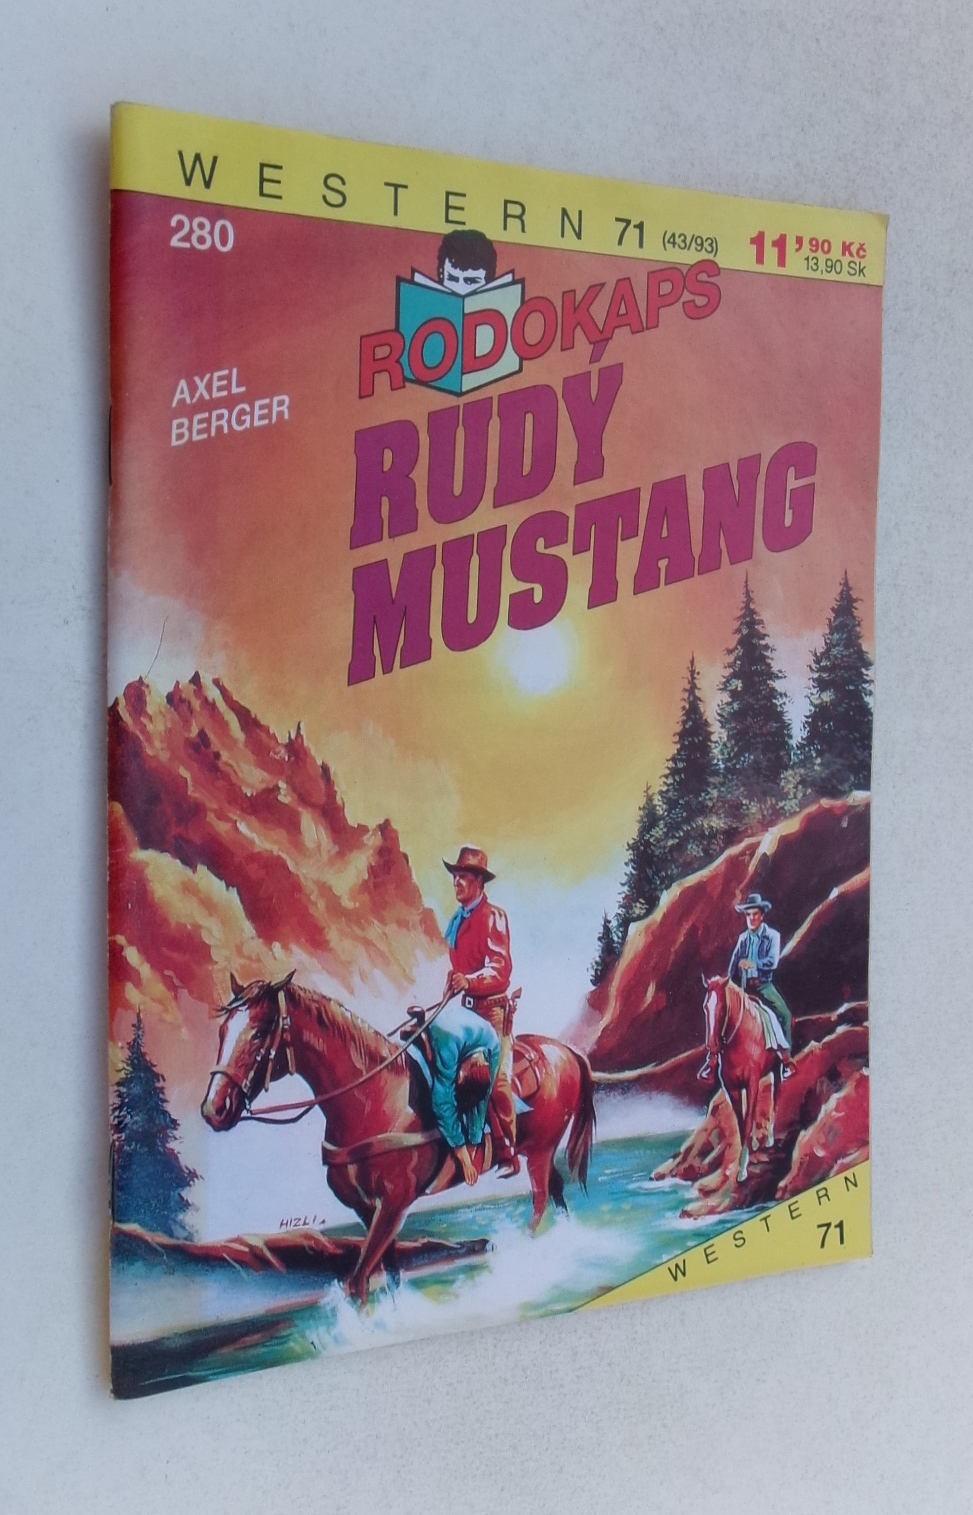 WESTERN 71 (43/93)
11,90 Kč
13,90 Sk
280
RODOKAPS
AXEL
BERGER
RUDÝ
MUSTANG
HIZLI
WESTERN
71